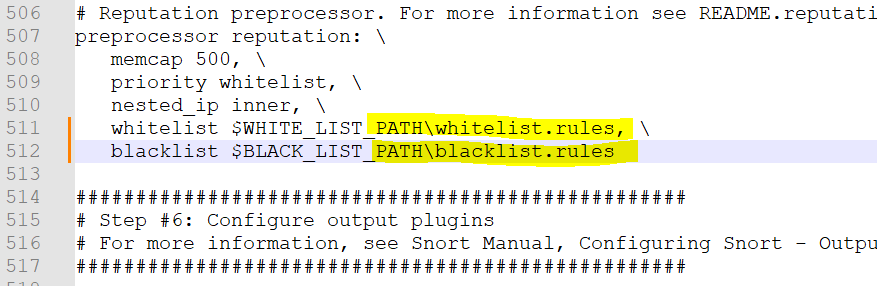 506 # Reputation preprocessor. For more information see README.reputati
507 preprocessor reputation: \
508 memcap 500, \
509 priority whitelist, \
510 nested_ip inner, \
511 whitelist $WHITE_LIST_PATH\whitelist.rules, \
512 blacklist $BLACK_LIST_PATH\blacklist.rules
513
514 ###################################################
515 # Step #6: Configure output plugins
516 # For more information, see Snort Manual, Configuring Snort - Outpu
517 ###################################################